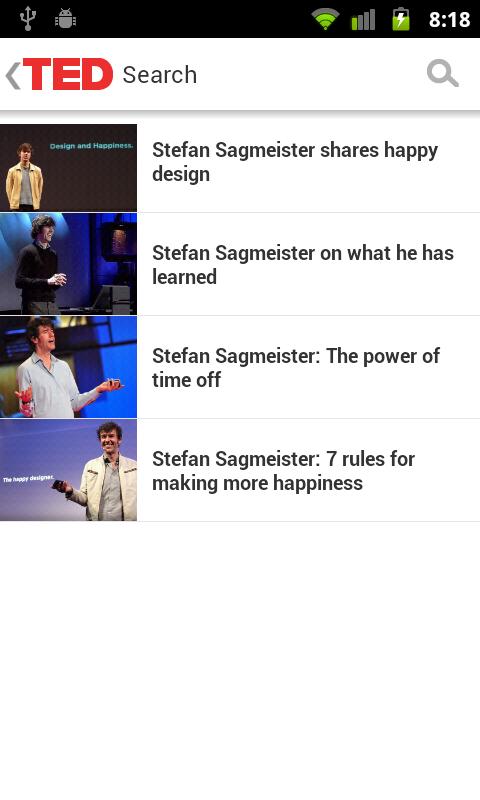 8:18
TED Search
Design and Happiness.
Stefan Sagmeister shares happy
design
Stefan Sagmeister on what he has
learned
Stefan Sagmeister: The power of
time off
The happy designer.
Stefan Sagmeister: 7 rules for
making more happiness